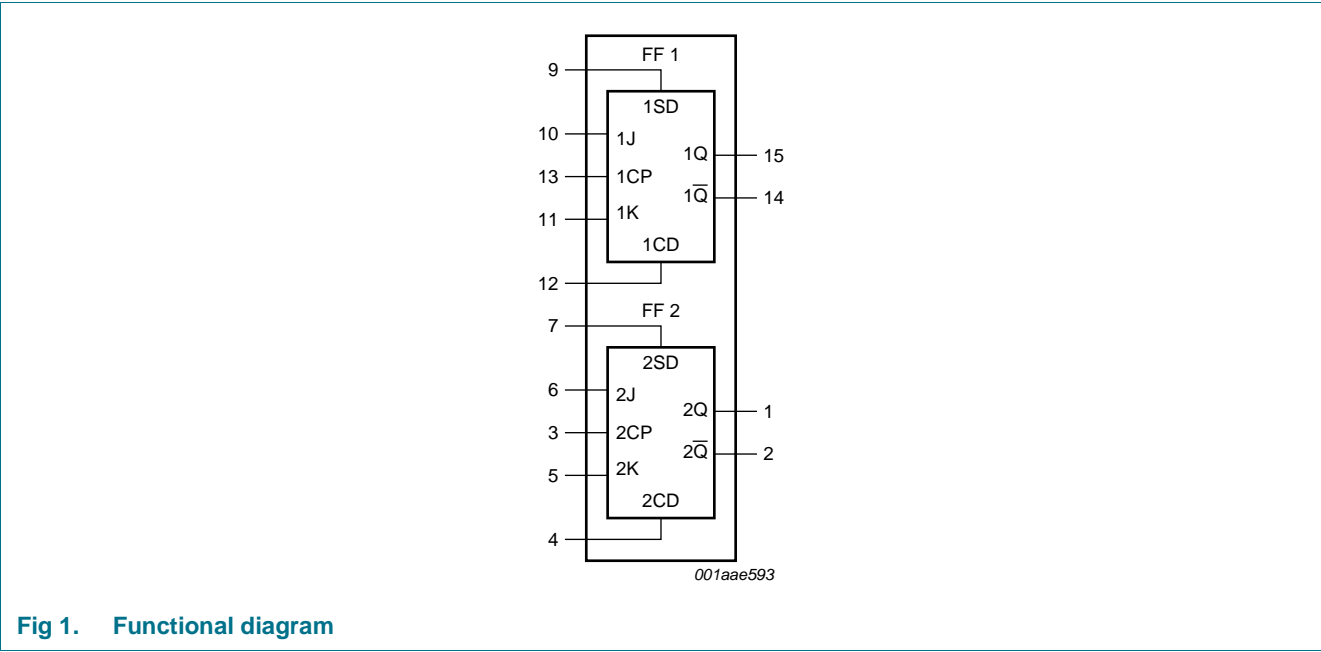 FF 1
9
1SD
10
1J
1Q
15
13
1CP
1Q̅
14
11
1K
1CD
12
FF 2
7
2SD
6
2J
2Q
1
3
2CP
2Q̅
2
5
2K
2CD
4
001aae593
Fig 1. Functional diagram